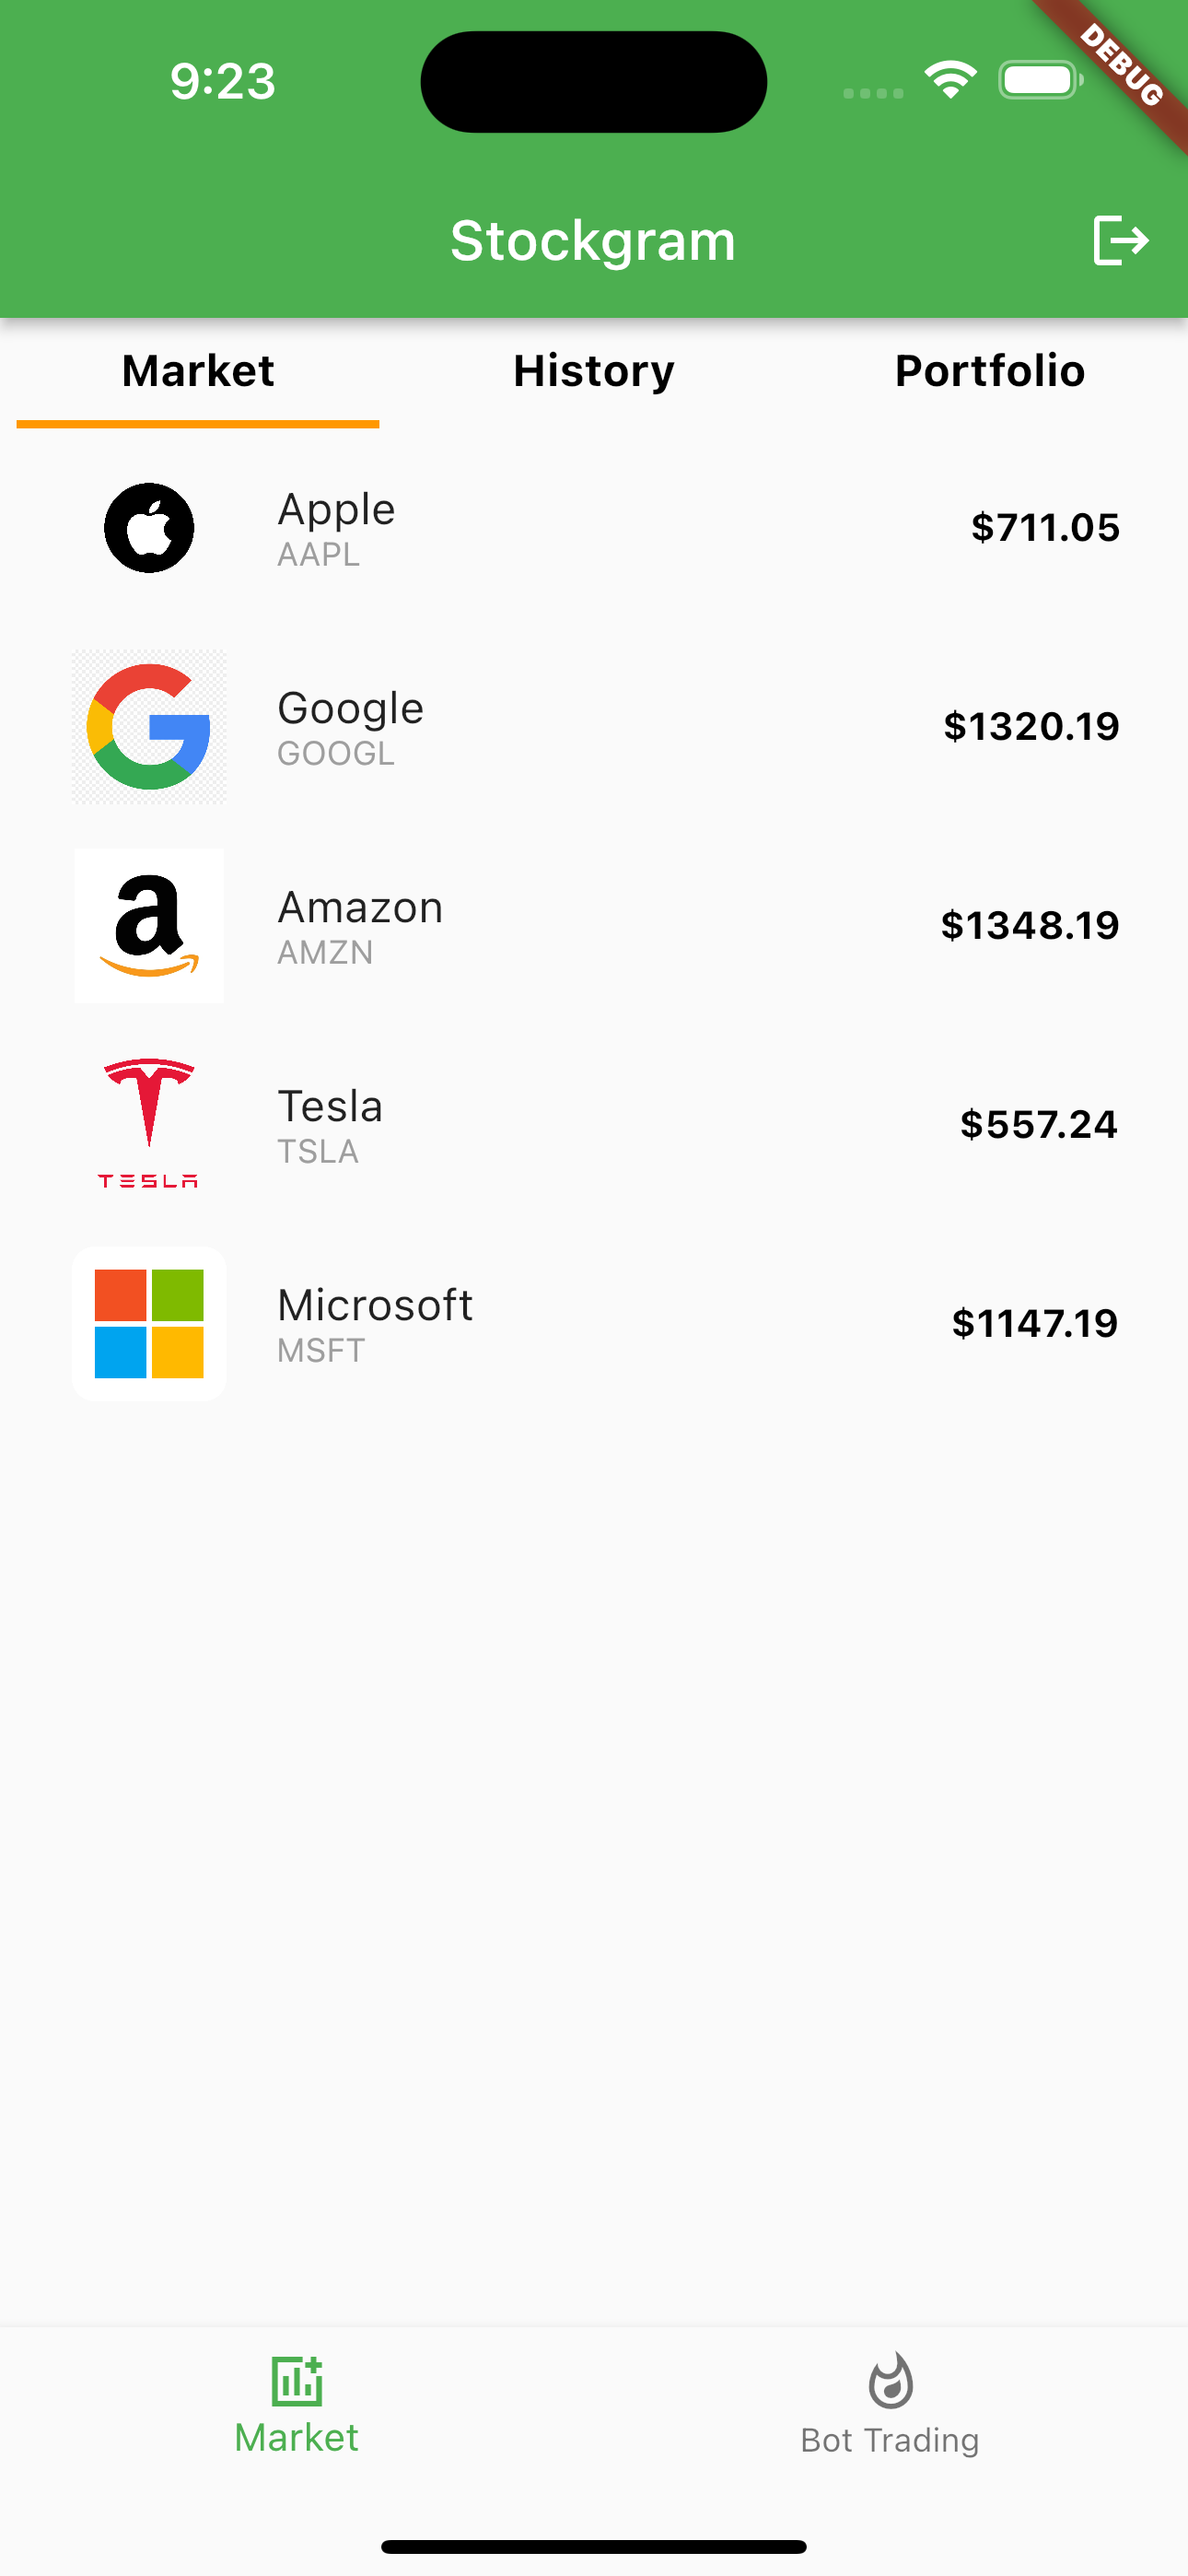 9:23
DEBUG
Stockgram
Market
History
Portfolio
Apple
AAPL
$711.05
Google
GOOGL
$1320.19
a
Amazon
AMZN
$1348.19
TESLA
Tesla
TSLA
$557.24
Microsoft
MSFT
$1147.19
Market
Bot Trading